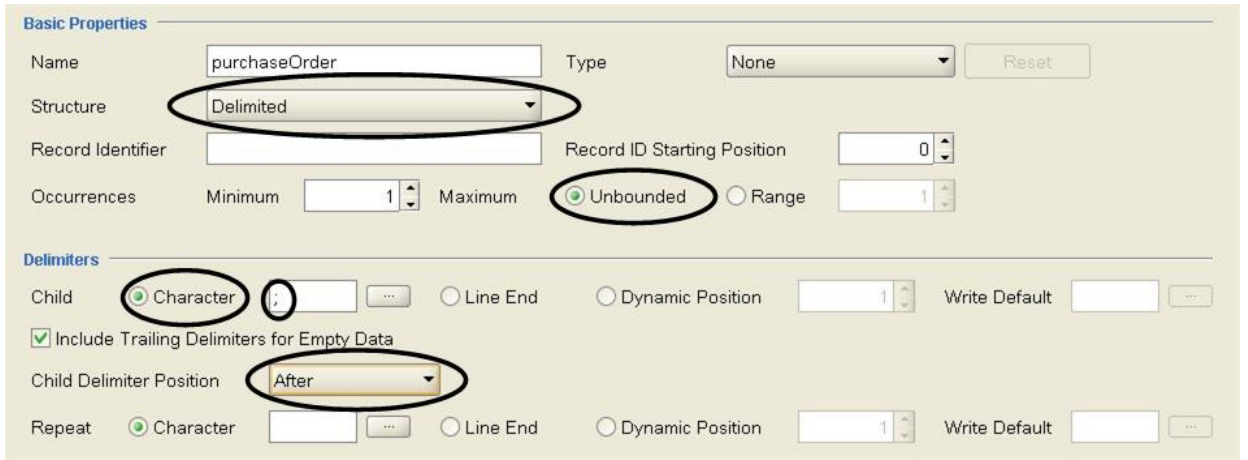 Basic Properties
Name purchaseOrder Type None Reset
Structure Delimited
Record Identifier Record ID Starting Position 0
Occurrences Minimum 1 Maximum Unbounded Range 1
Delimiters
Child Character ; ... Line End Dynamic Position 1 Write Default ...
Include Trailing Delimiters for Empty Data
Child Delimiter Position After
Repeat Character ... Line End Dynamic Position 1 Write Default ...